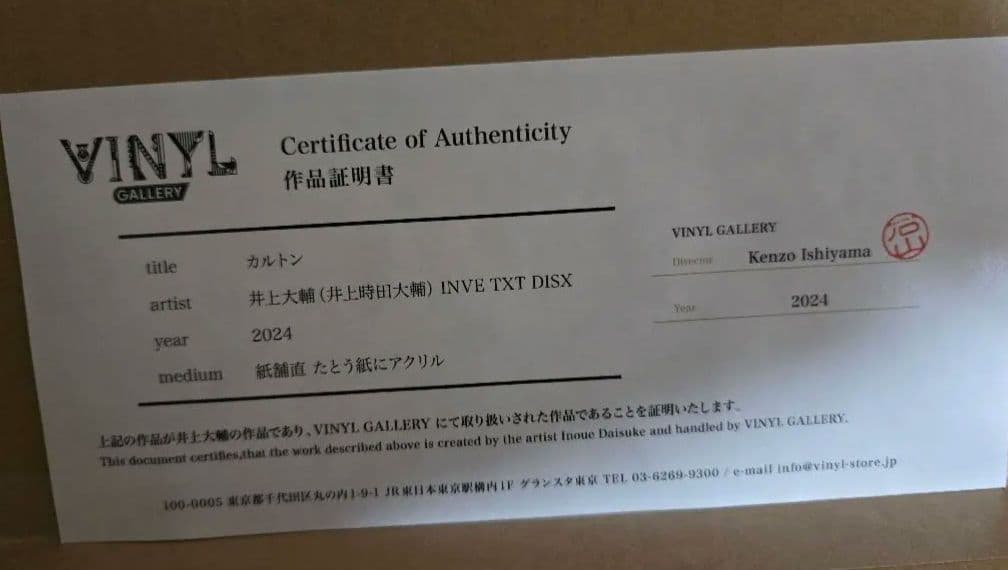 VINYL
GALLERY
Certificate of Authenticity
作品証明書
title カルトン
artist 井上大輔(井上時田大輔) INVE TXT DISX
year 2024
medium 紙舗直 たとう紙にアクリル
VINYL GALLERY
Director Kenzo Ishiyama
石山
Year 2024
上記の作品が井上大輔の作品であり、VINYL GALLERY にて取り扱いされた作品であることを証明いたします。
This document certifies,that the work described above is created by the artist Inoue Daisuke and handled by VINYL GALLERY.
100-0005 東京都千代田区丸の内1-9-1 JR東日本東京駅構内1F グランスタ東京 TEL 03-6269-9300 / e-mail info@vinyl-store.jp